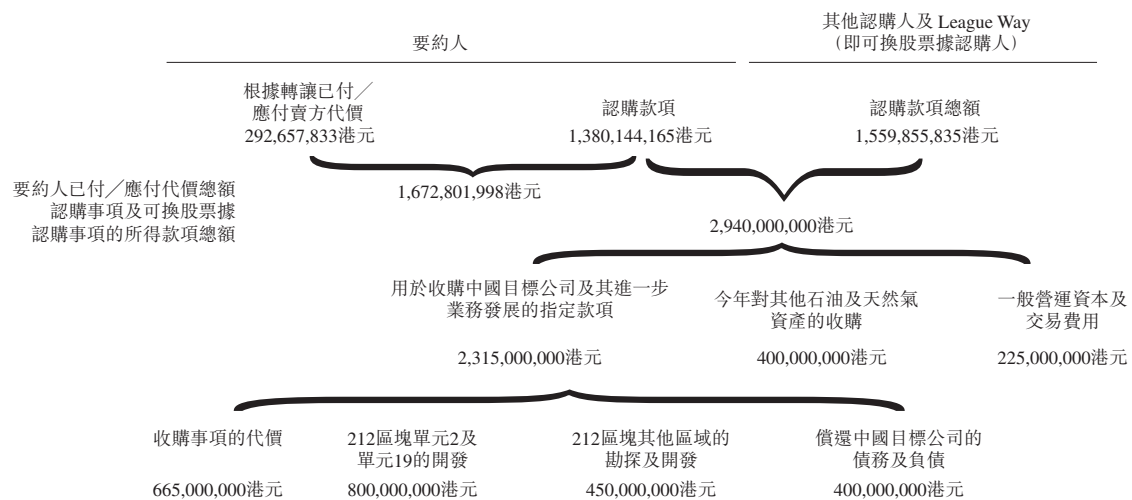 要約人
其他認購人及 League Way
（即可換股票據認購人）
根據轉讓已付／
應付賣方代價
292,657,833港元
認購款項
1,380,144,165港元
認購款項總額
1,559,855,835港元
要約人已付／應付代價總額
認購事項及可換股票據
認購事項的所得款項總額
1,672,801,998港元
2,940,000,000港元
用於收購中國目標公司及其進一步
業務發展的指定款項
2,315,000,000港元
今年對其他石油及天然氣
資產的收購
400,000,000港元
一般營運資本及
交易費用
225,000,000港元
收購事項的代價
665,000,000港元
212區塊單元2及
單元19的開發
800,000,000港元
212區塊其他區域的
勘探及開發
450,000,000港元
償還中國目標公司的
債務及負債
400,000,000港元